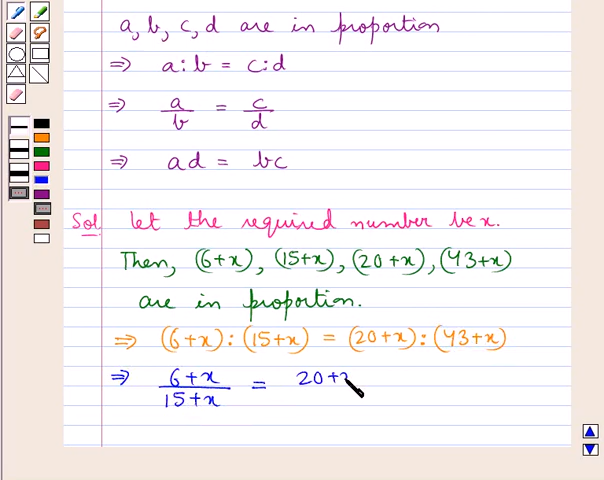 a, b, c, d are in proportion
⇒ a:b = c:d
⇒ a/b = c/d
⇒ ad = bc
Sol let the required number be x.
Then, (6+x), (15+x), (20+x), (43+x)
are in proportion.
⇒ (6+x) : (15+x) = (20+x) : (43+x)
⇒ 6+x/15+x = 20+